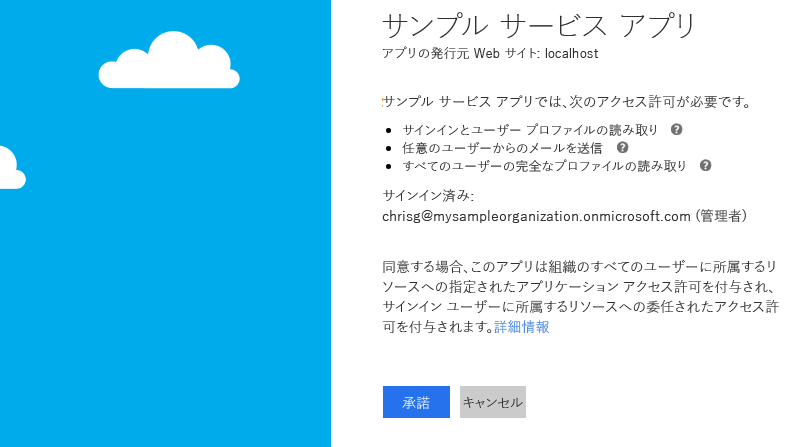 サンプル サービス アプリ
アプリの発行元 Web サイト: localhost
サンプル サービス アプリでは、次のアクセス許可が必要です。
サインインとユーザー プロファイルの読み取り
任意のユーザーからのメールを送信
すべてのユーザーの完全なプロファイルの読み取り
サインイン済み:
chrisg@mysampleorganization.onmicrosoft.com (管理者)
同意する場合、このアプリは組織のすべてのユーザーに所属するリ
ソースへの指定されたアプリケーション アクセス許可を付与され、
サインイン ユーザーに所属するリソースへの委任されたアクセス許
可を付与されます。詳細情報
承諾
キャンセル